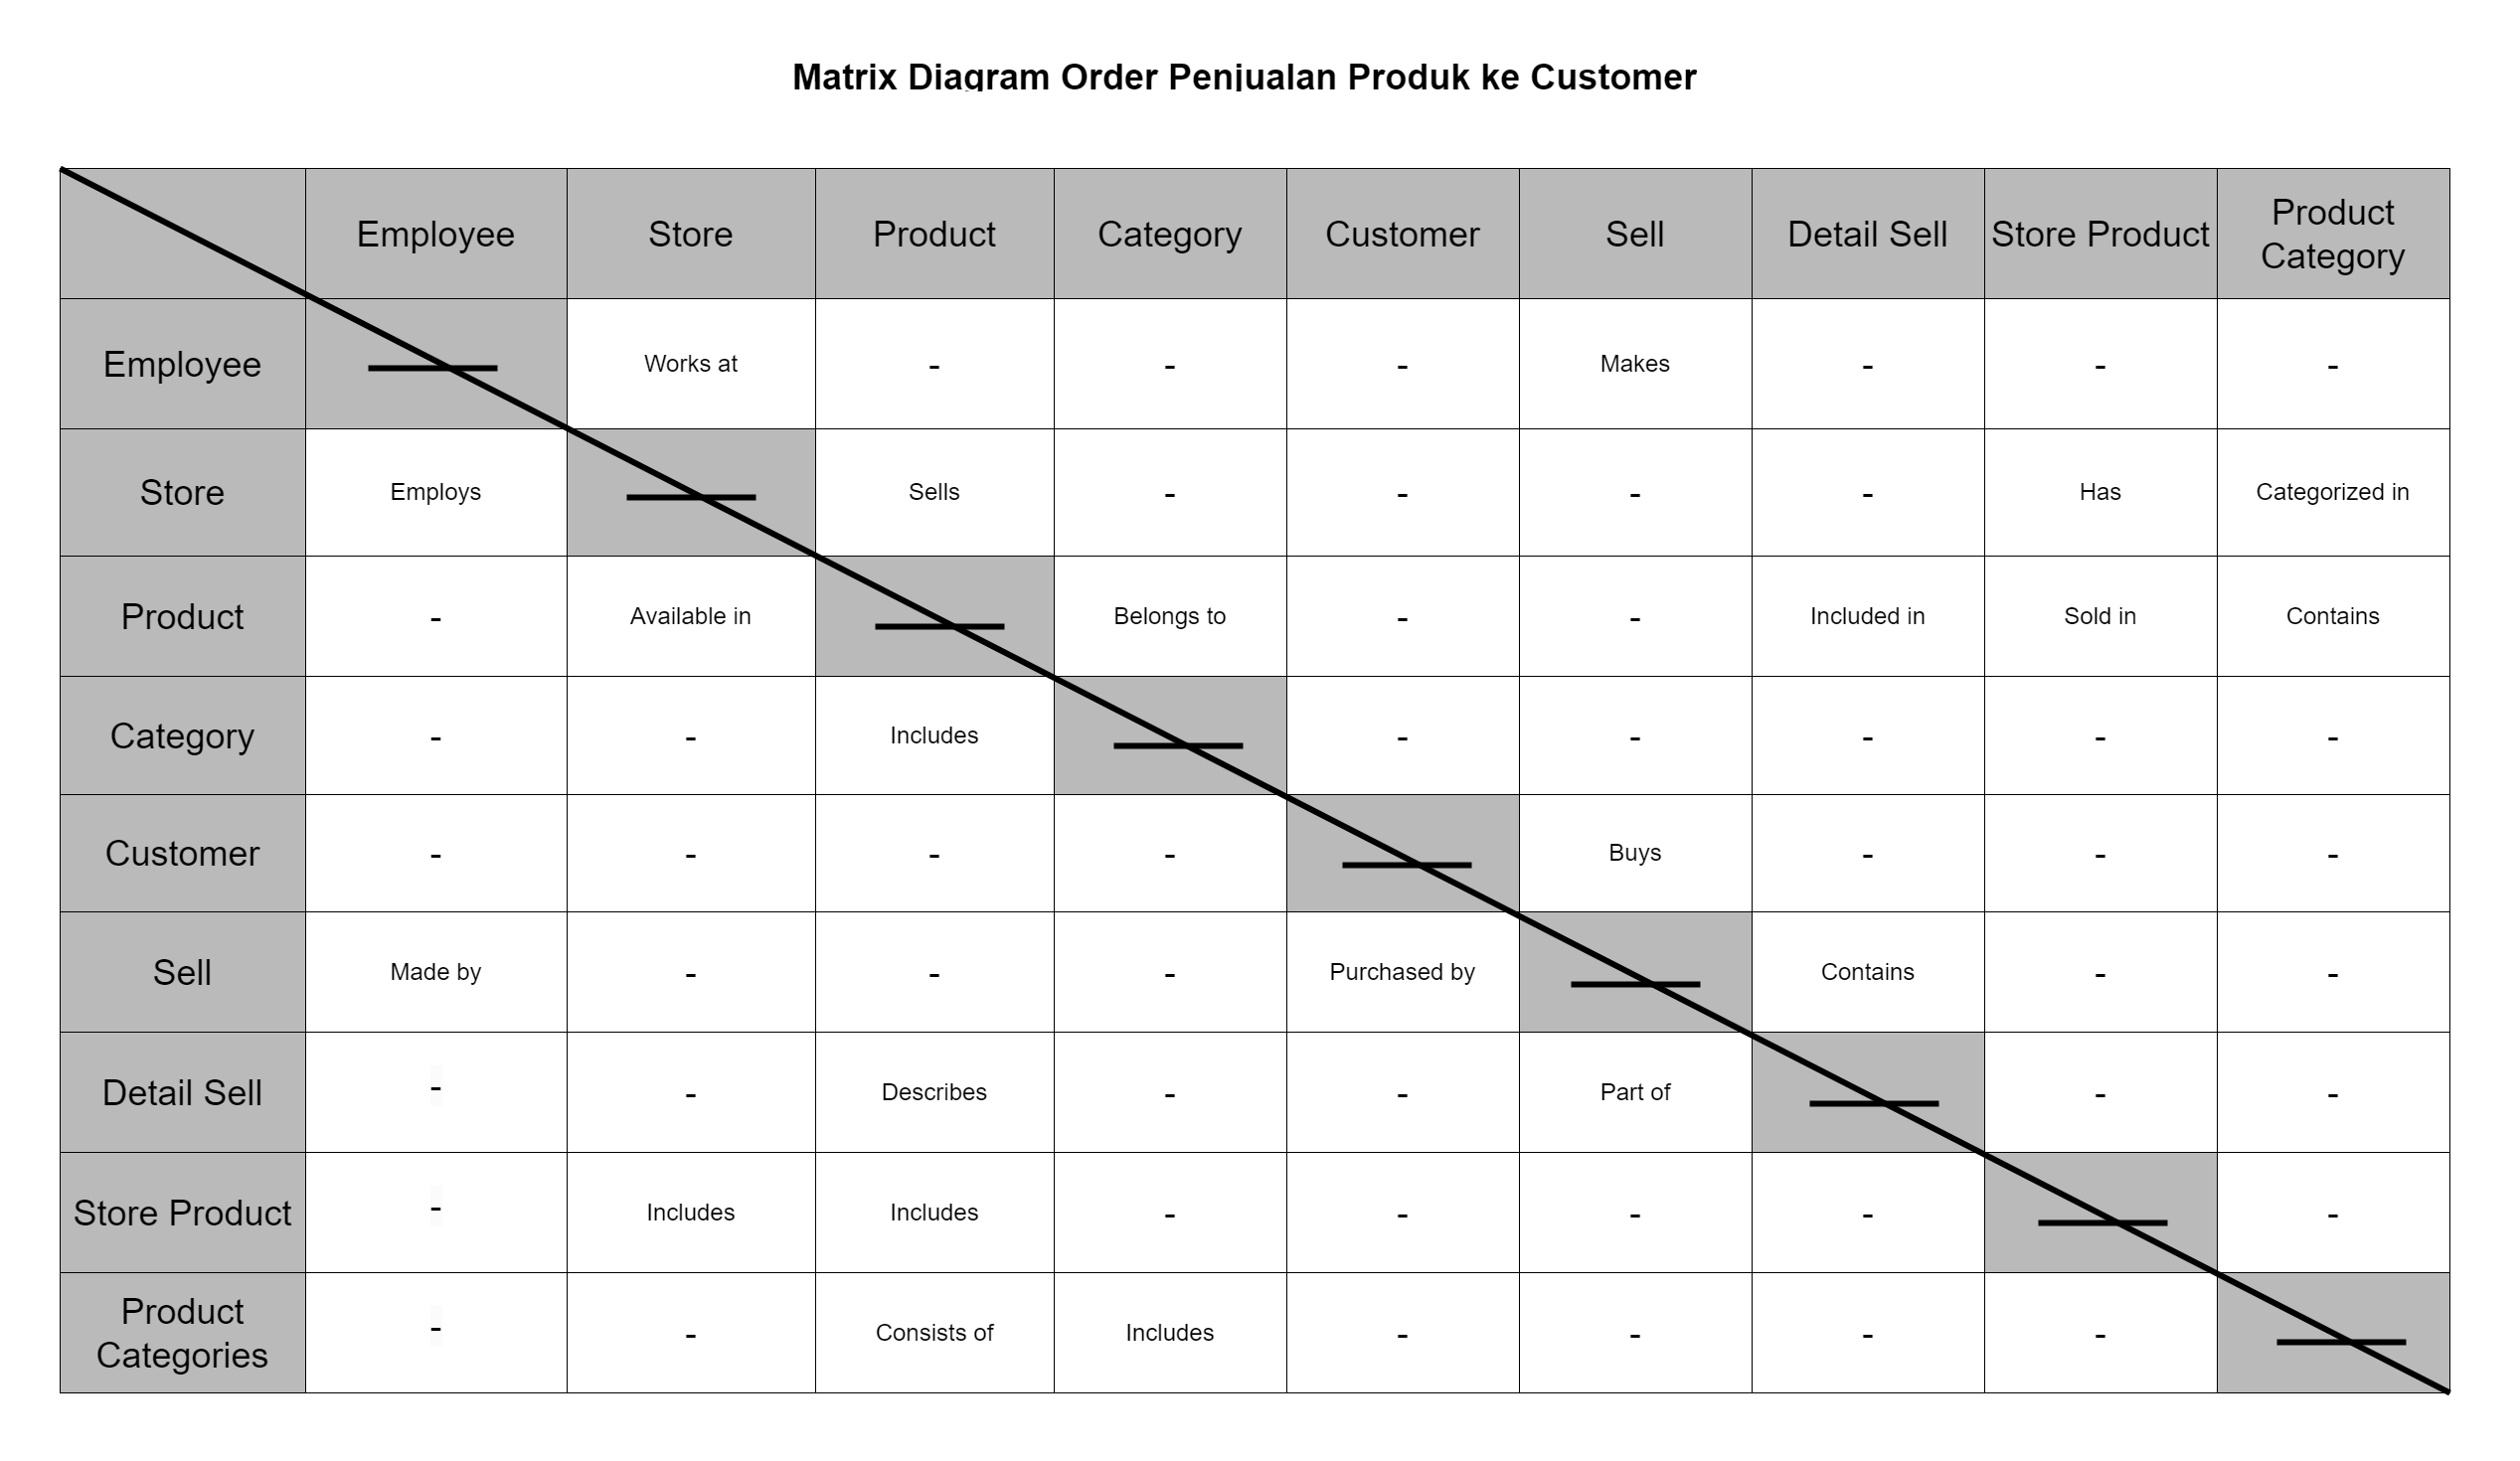 Matrix Diagram Order Penjualan Produk ke Customer
Employee Store Product Category Customer Sell Detail Sell Store Product Product
Category
Employee Works at - - - Makes - - -
Store Employs Sells - - - - Has Categorized in
Product - Available in Belongs to - - Included in Sold in Contains
Category - - Includes - - - - -
Customer - - - - Buys - - -
Sell Made by - - - Purchased by Contains - -
Detail Sell - - Describes - - Part of - -
Store Product - Includes Includes - - - - -
Product
Categories - - Consists of Includes - - - -